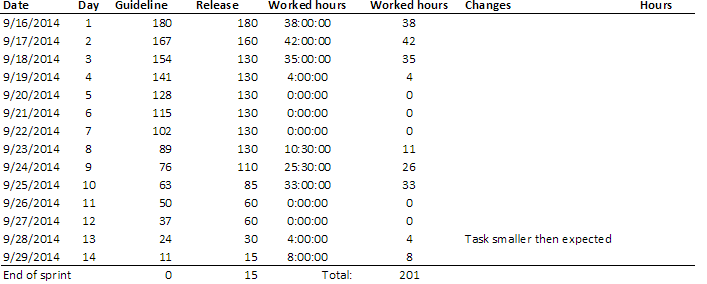 Date Day Guideline Release Worked hours Worked hours Changes Hours
9/16/2014 1 180 180 38:00:00 38
9/17/2014 2 167 160 42:00:00 42
9/18/2014 3 154 130 35:00:00 35
9/19/2014 4 141 130 4:00:00 4
9/20/2014 5 128 130 0:00:00 0
9/21/2014 6 115 130 0:00:00 0
9/22/2014 7 102 130 0:00:00 0
9/23/2014 8 89 130 10:30:00 11
9/24/2014 9 76 110 25:30:00 26
9/25/2014 10 63 85 33:00:00 33
9/26/2014 11 50 60 0:00:00 0
9/27/2014 12 37 60 0:00:00 0
9/28/2014 13 24 30 4:00:00 4 Task smaller then expected
9/29/2014 14 11 15 8:00:00 8
End of sprint 0 15 Total: 201